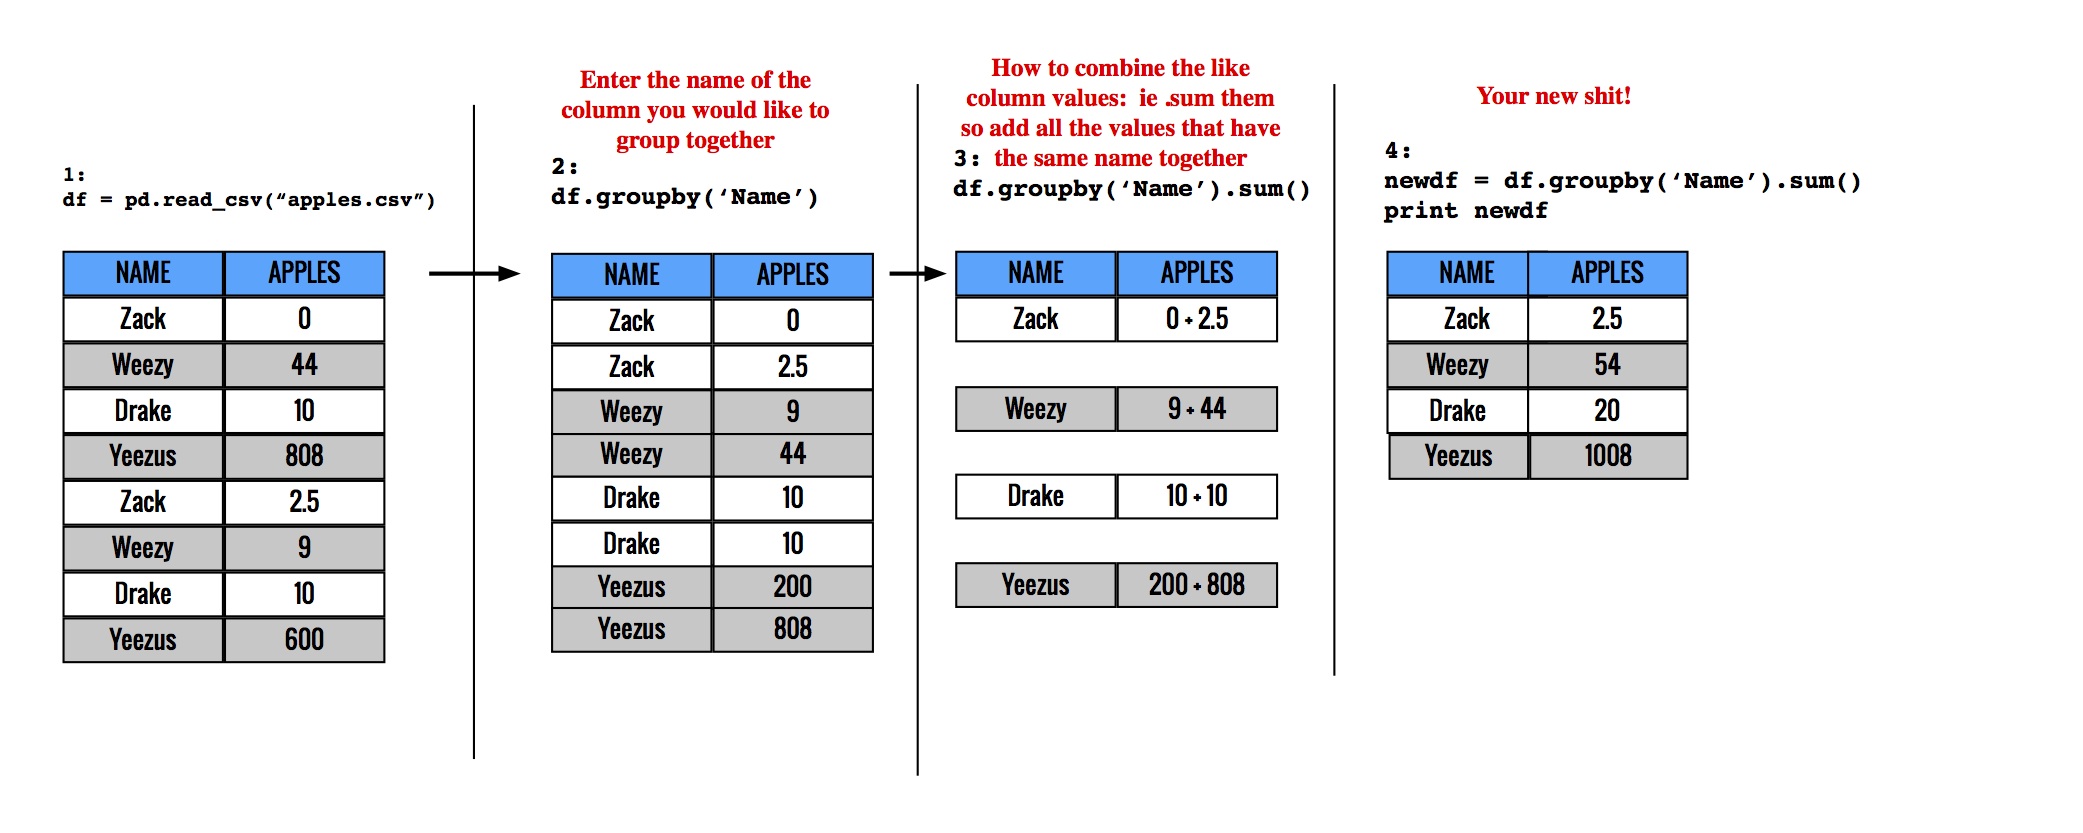 1:
df = pd.read_csv(“apples.csv”)
NAME APPLES
Zack 0
Weezy 44
Drake 10
Yeezus 808
Zack 2.5
Weezy 9
Drake 10
Yeezus 600
Enter the name of the
column you would like to
group together
2:
df.groupby(‘Name’)
NAME APPLES
Zack 0
Zack 2.5
Weezy 9
Weezy 44
Drake 10
Drake 10
Yeezus 200
Yeezus 808
How to combine the like
column values: ie .sum them
so add all the values that have
3: the same name together
df.groupby(‘Name’).sum()
NAME APPLES
Zack 0 + 2.5
Weezy 9 + 44
Drake 10 + 10
Yeezus 200 + 808
Your new shit!
4:
newdf = df.groupby(‘Name’).sum()
print newdf
NAME APPLES
Zack 2.5
Weezy 54
Drake 20
Yeezus 1008